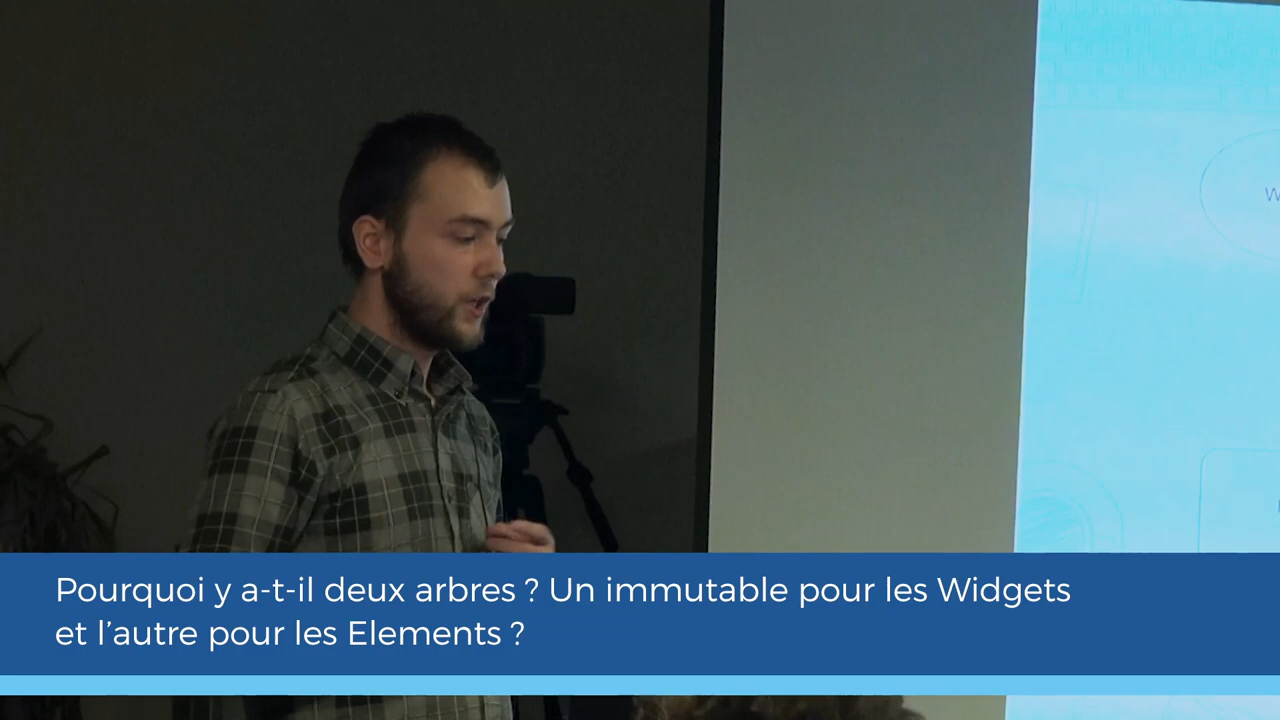 Pourquoi y a-t-il deux arbres ? Un immutable pour les Widgets
et l’autre pour les Elements ?